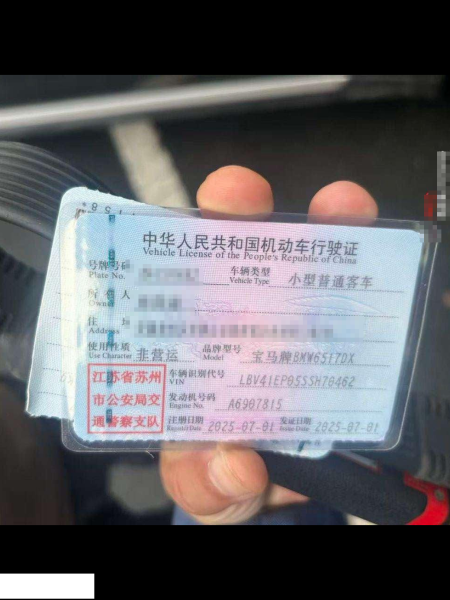 中华人民共和国机动车行驶证
Vehicle License of the People's Republic of China
号牌号码
Plate No.
车辆类型
Vehicle Type
小型普通客车
所有人
Owner
住址
Address
使用性质
Use Character
非营运
品牌型号
Model
宝马牌BMW6517DX
江苏省苏州
市公安局交
通警察支队
车辆识别代号
VIN
LBV41EP05SSH70462
发动机号码
Engine No.
A6907815
注册日期
Register Date
2025-07-01
发证日期
Issue Date
2025-07-01